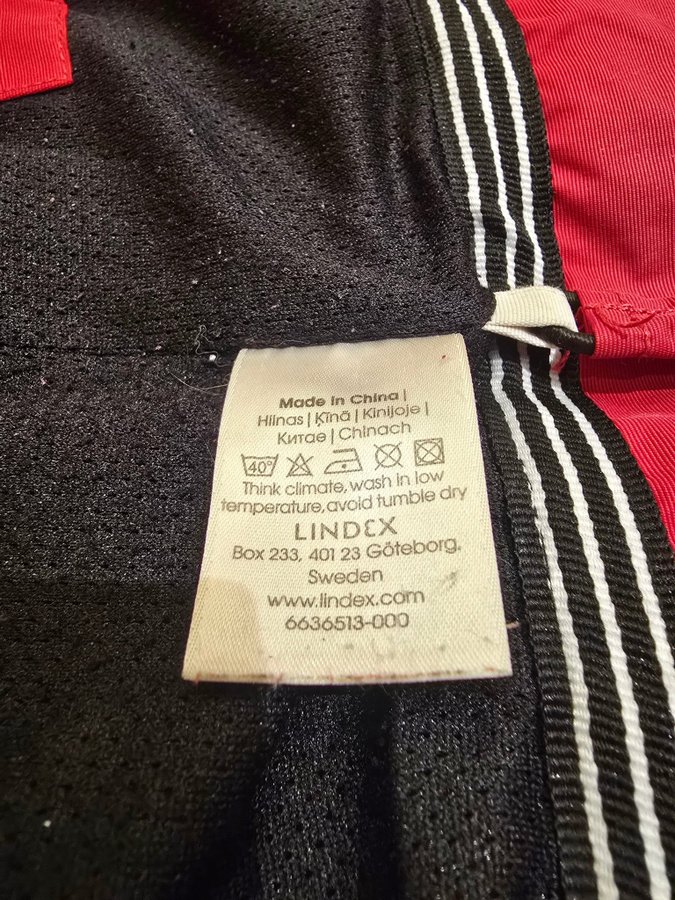 Made in China |
Hiinas | Ķīnā | Kinijoje |
Китае | Chinach
40°
Think climate, wash in low
temperature, avoid tumble dry
LINDEX
Box 233, 401 23 Göteborg.
Sweden
www.lindex.com
6636513-000